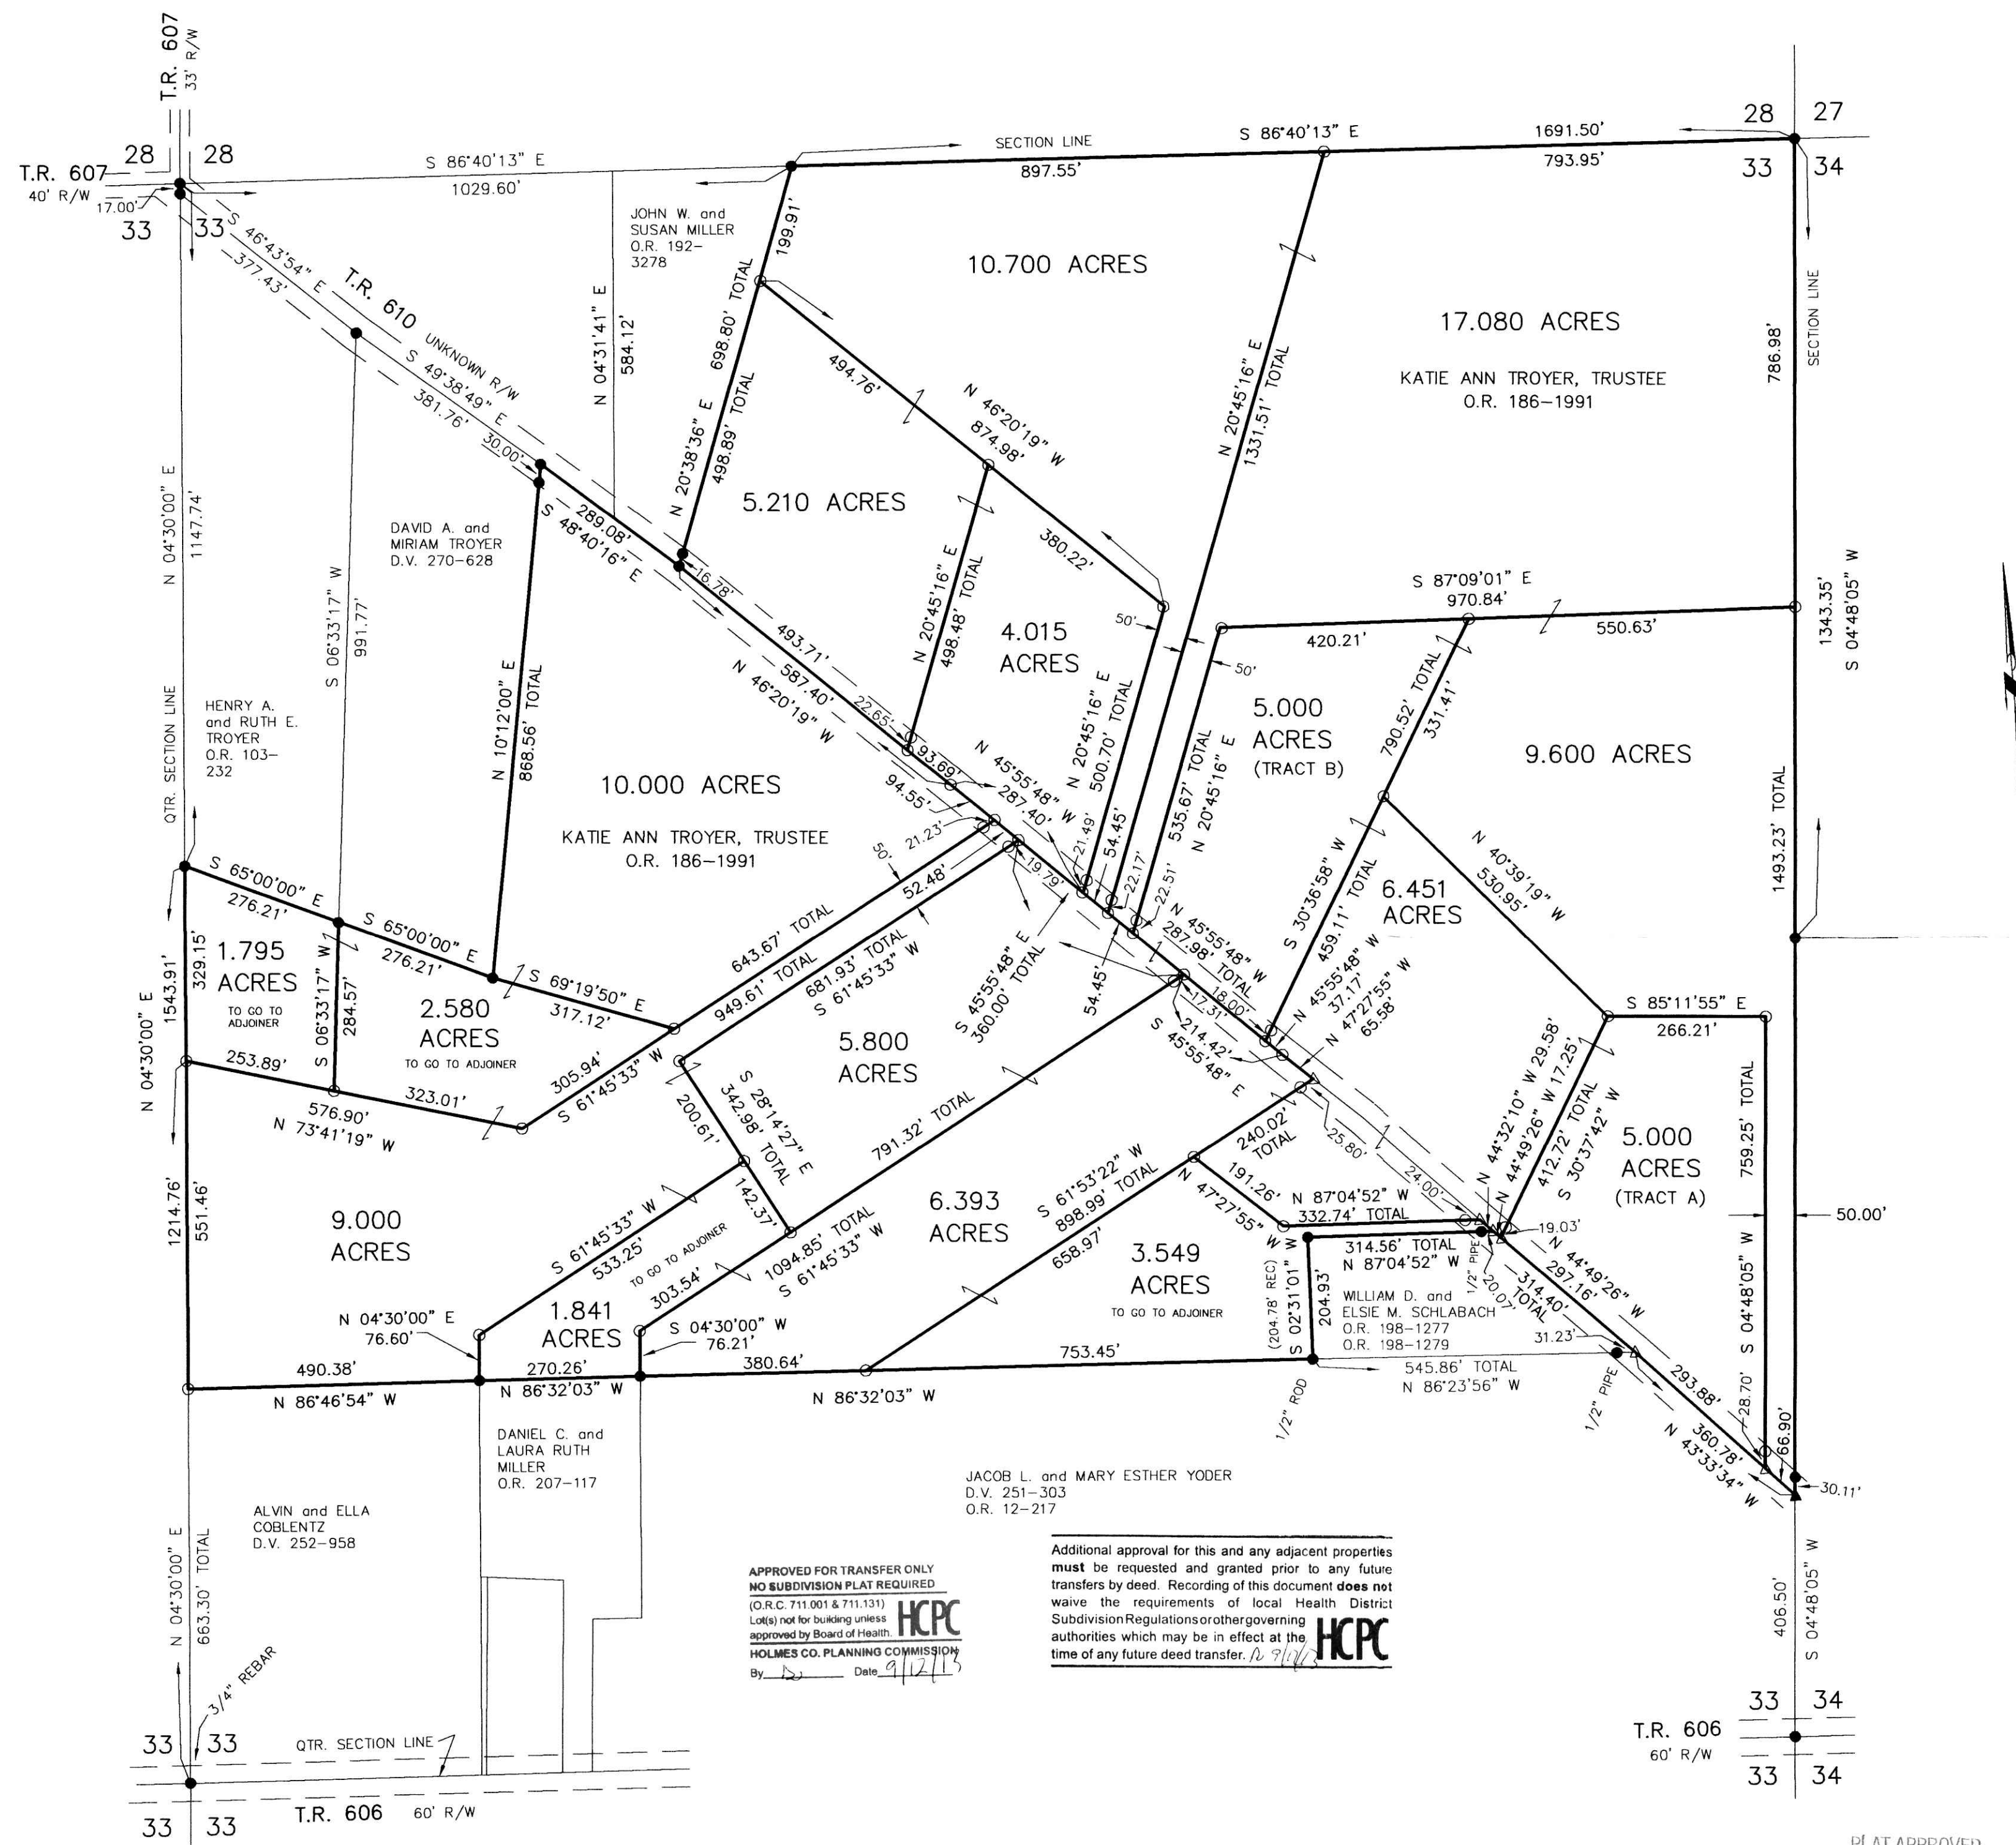 T.R. 607
33' R/W
28
28
T.R. 607
40' R/W
17.00'
33
33
S 86°40'13" E
1029.60'
SECTION LINE
897.55'
S 86°40'13" E
1691.50'
793.95'
28
27
33
34
S 46°43'54" E
377.43'
T.R. 610
UNKNOWN R/W
S 49°38'49" E
381.76'
30.00'
JOHN W. and
SUSAN MILLER
O.R. 192-
3278
N 04°31'41" E
584.12'
199.91'
698.80' TOTAL
N 20°38'36" E
498.89' TOTAL
10.700 ACRES
17.080 ACRES
KATIE ANN TROYER, TRUSTEE
O.R. 186-1991
786.98'
SECTION LINE
494.76'
N 46°20'19" W
874.98'
N 20°45'16" E
1331.51' TOTAL
5.210 ACRES
380.22'
N 04°30'00" E
1147.74'
DAVID A. and
MIRIAM TROYER
D.V. 270-628
289.08'
S 48°40'16" E
16.78'
S 06°33'17" W
991.77'
N 20°45'16" E
498.48' TOTAL
4.015
ACRES
50'
S 87°09'01" E
970.84'
420.21'
550.63'
1343.35'
S 04°48'05" W
50'
QTR. SECTION LINE
HENRY A.
and RUTH E.
TROYER
O.R. 103-
232
N 10°12'00" E
868.56' TOTAL
493.71'
587.40'
N 46°20'19" W
22.65'
93.69'
94.55'
N 45°55'48" W
287.40'
N 20°45'16" E
500.70' TOTAL
5.000
ACRES
(TRACT B)
535.67' TOTAL
N 20°45'16" E
790.52' TOTAL
331.41'
9.600 ACRES
10.000 ACRES
KATIE ANN TROYER, TRUSTEE
O.R. 186-1991
50'
21.23'
52.48'
19.79'
21.49'
54.45'
22.17'
22.51'
N 45°55'48" W
287.98' TOTAL
S 30°36'58" W
459.11' TOTAL
6.451
ACRES
N 40°39'19" W
530.95'
1493.23' TOTAL
S 65°00'00" E
276.21'
S 65°00'00" E
276.21'
S 69°19'50" E
317.12'
643.67' TOTAL
949.61' TOTAL
681.93' TOTAL
S 61°45'33" W
S 45°55'48" E
360.00' TOTAL
54.45'
N 45°55'48" W
37.17'
N 47°27'55" W
65.58'
18.00'
17.31'
214.42'
S 45°55'48" E
N 04°30'00" E
1543.91'
329.15'
1.795
ACRES
TO GO TO
ADJOINER
S 06°33'17" W
284.57'
2.580
ACRES
TO GO TO ADJOINER
253.89'
576.90'
N 73°41'19" W
323.01'
305.94'
S 61°45'33" W
5.800
ACRES
S 28°14'27" E
342.98' TOTAL
200.61'
142.37'
791.32' TOTAL
S 85°11'55" E
266.21'
N 44°32'10" W 29.58'
N 44°49'26" W 17.25'
412.72' TOTAL
S 30°37'42" W
5.000
ACRES
(TRACT A)
759.25' TOTAL
S 04°48'05" W
50.00'
240.02'
TOTAL
25.80'
24.00'
191.26'
N 47°27'55" W
N 87°04'52" W
332.74' TOTAL
314.56' TOTAL
N 87°04'52" W
19.03'
1/2" PIPE
20.07'
1214.76'
551.46'
9.000
ACRES
S 61°45'33" W
533.25'
TO GO TO ADJOINER
303.54'
1094.85' TOTAL
S 61°45'33" W
6.393
ACRES
S 61°53'22" W
898.99' TOTAL
658.97'
3.549
ACRES
TO GO TO ADJOINER
(204.78' REC)
S 02°31'01" W
204.93'
WILLIAM D. and
ELSIE M. SCHLABACH
O.R. 198-1277
O.R. 198-1279
N 44°49'26" W
297.16'
314.40'
TOTAL
31.23'
N 04°30'00" E
76.60'
1.841
ACRES
S 04°30'00" W
76.21'
490.38'
N 86°46'54" W
270.26'
N 86°32'03" W
380.64'
N 86°32'03" W
753.45'
545.86' TOTAL
N 86°23'56" W
1/2" ROD
1/2" PIPE
293.88'
28.70'
66.90'
360.78'
N 43°33'34" W
30.11'
DANIEL C. and
LAURA RUTH
MILLER
O.R. 207-117
JACOB L. and MARY ESTHER YODER
D.V. 251-303
O.R. 12-217
ALVIN and ELLA
COBLENTZ
D.V. 252-958
N 04°30'00" E
663.30' TOTAL
3/4" REBAR
APPROVED FOR TRANSFER ONLY
NO SUBDIVISION PLAT REQUIRED
(O.R.C. 711.001 & 711.131)
Lot(s) not for building unless
approved by Board of Health.
HCPC
HOLMES CO. PLANNING COMMISSION
By Date 9/12/13
Additional approval for this and any adjacent properties
must be requested and granted prior to any future
transfers by deed. Recording of this document does not
waive the requirements of local Health District
Subdivision Regulations or other governing
authorities which may be in effect at the
time of any future deed transfer.
HCPC
406.50'
S 04°48'05" W
33
34
T.R. 606
60' R/W
33
34
33
33
QTR. SECTION LINE
T.R. 606
60' R/W
33
33
PLAT APPROVED